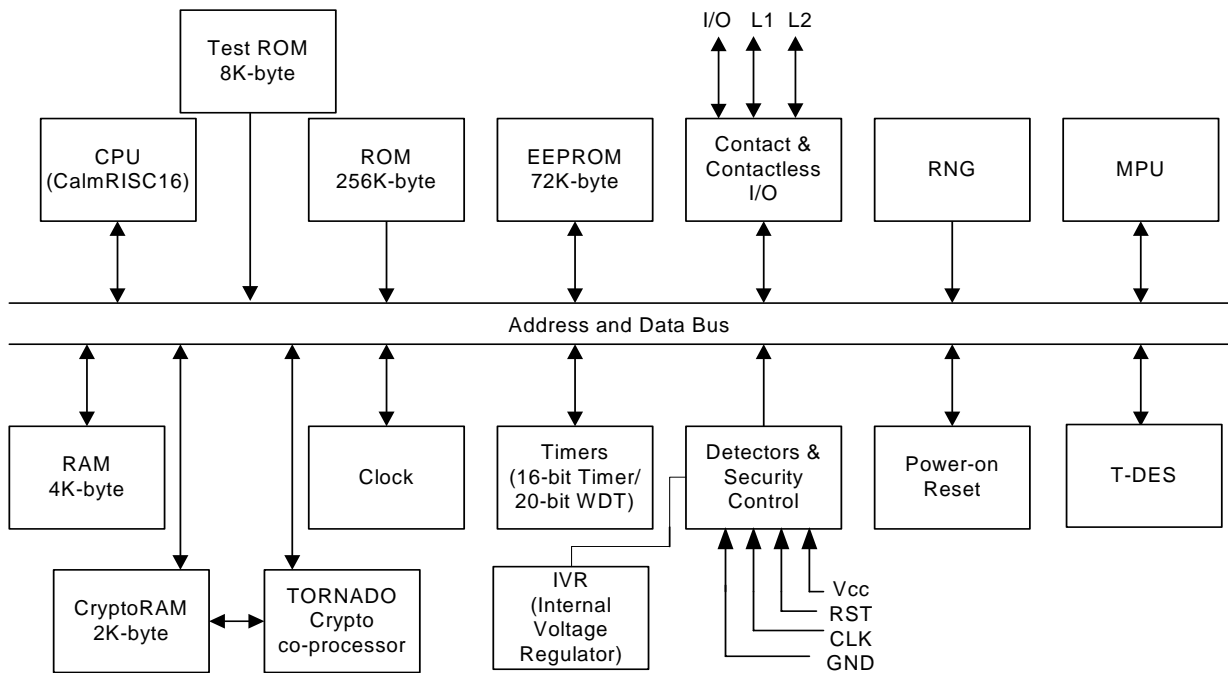 I/O L1 L2
Test ROM
8K-byte
CPU
(CalmRISC16)
ROM
256K-byte
EEPROM
72K-byte
Contact &
Contactless
I/O
RNG
MPU
Address and Data Bus
RAM
4K-byte
Clock
Timers
(16-bit Timer/
20-bit WDT)
Detectors &
Security
Control
Power-on
Reset
T-DES
CryptoRAM
2K-byte
TORNADO
Crypto
co-processor
IVR
(Internal
Voltage
Regulator)
Vcc
RST
CLK
GND